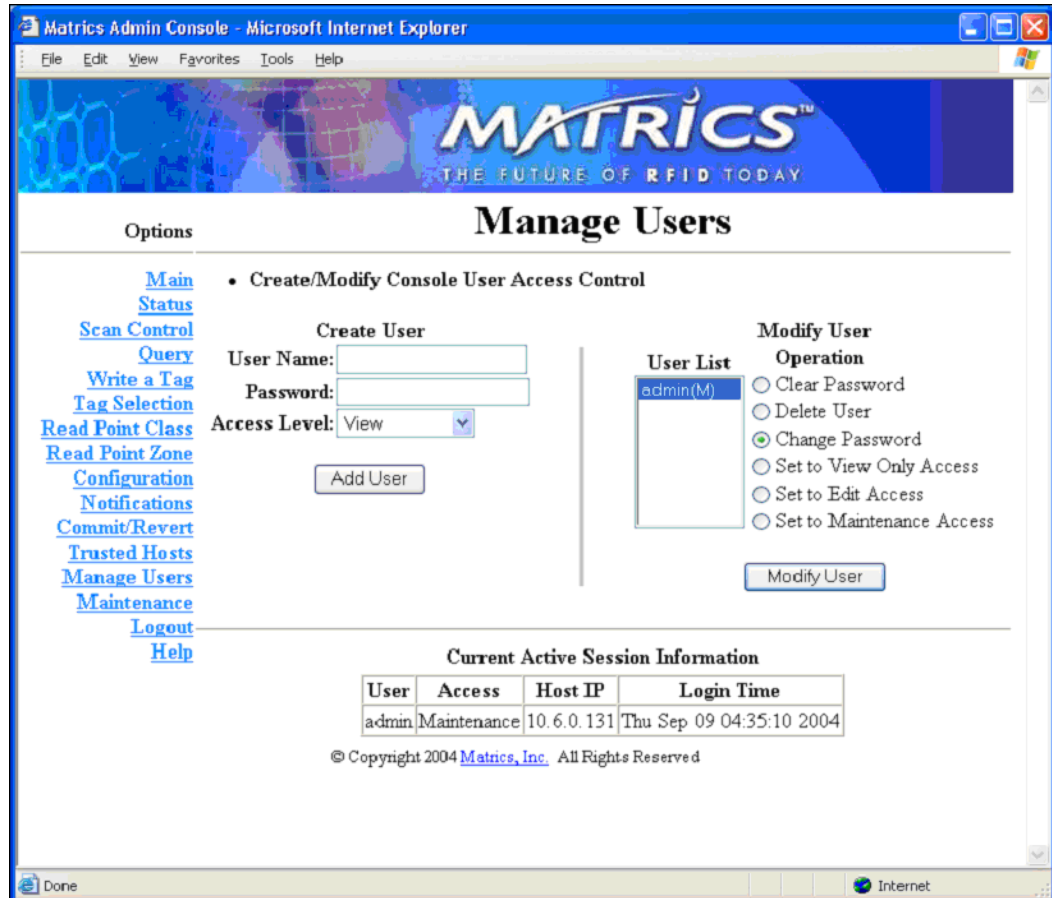 Matrics Admin Console - Microsoft Internet Explorer
File Edit View Favorites Tools Help
MATRICS™
THE FUTURE OF RFID TODAY
Options
Manage Users
Main
Status
Scan Control
Query
Write a Tag
Tag Selection
Read Point Class
Read Point Zone
Configuration
Notifications
Commit/Revert
Trusted Hosts
Manage Users
Maintenance
Logout
Help
• Create/Modify Console User Access Control
Create User
User Name:
Password:
Access Level: View
Add User
Modify User
User List
admin(M)
Operation
Clear Password
Delete User
Change Password
Set to View Only Access
Set to Edit Access
Set to Maintenance Access
Modify User
Current Active Session Information
User Access Host IP Login Time
admin Maintenance 10.6.0.131 Thu Sep 09 04:35:10 2004
© Copyright 2004 Matrics, Inc. All Rights Reserved
Done
Internet